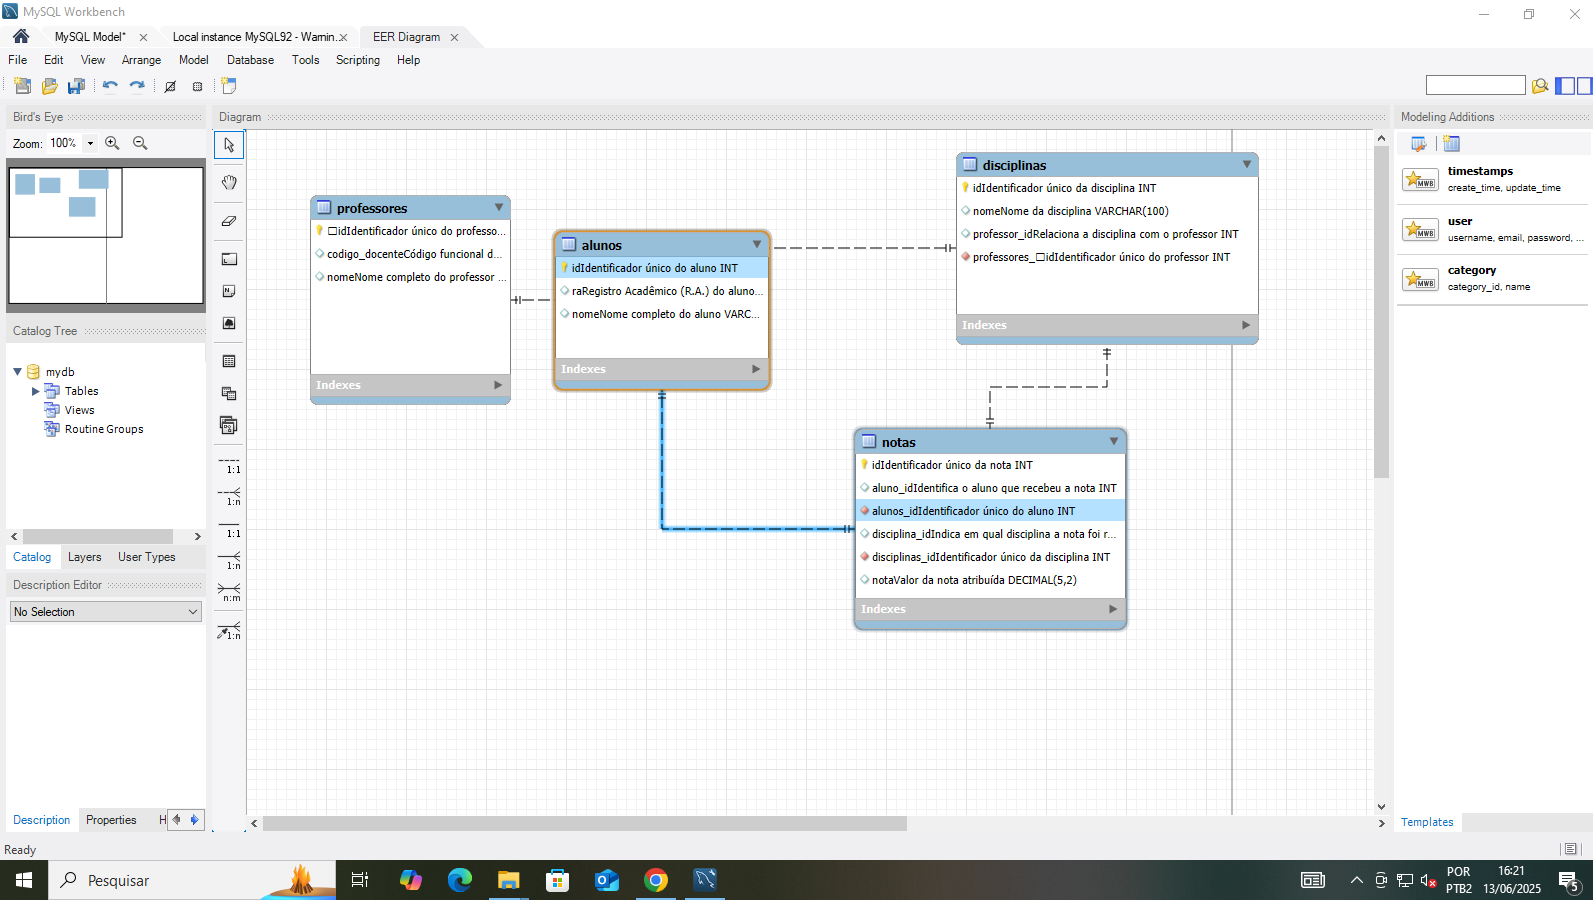 MySQL Workbench
MySQL Model*
Local instance MySQL92 - Warnin...
EER Diagram
File Edit View Arrange Model Database Tools Scripting Help
Bird's Eye
Zoom: 100%
Catalog Tree
mydb
Tables
Views
Routine Groups
Catalog Layers User Types
Description Editor
No Selection
Description Properties H
Ready
Diagram
1:1
1:n
1:1
1:n
n:m
1:n
professores
□idIdentificador único do professo...
codigo_docenteCódigo funcional d...
nomeNome completo do professor ...
Indexes
alunos
idIdentificador único do aluno INT
raRegistro Acadêmico (R.A.) do aluno...
nomeNome completo do aluno VARC...
Indexes
disciplinas
idIdentificador único da disciplina INT
nomeNome da disciplina VARCHAR(100)
professor_idRelaciona a disciplina com o professor INT
professores_□idIdentificador único do professor INT
Indexes
notas
idIdentificador único da nota INT
aluno_idIdentifica o aluno que recebeu a nota INT
alunos_idIdentificador único do aluno INT
disciplina_idIndica em qual disciplina a nota foi r...
disciplinas_idIdentificador único da disciplina INT
notaValor da nota atribuída DECIMAL(5,2)
Indexes
Modeling Additions
timestamps
create_time, update_time
user
username, email, password, ...
category
category_id, name
Templates
Pesquisar
POR
PTB2
16:21
13/06/2025
5